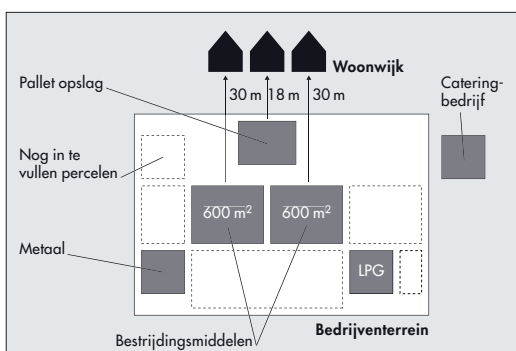 Woonwijk
Pallet opslag
30 m 18 m 30 m
Catering-
bedrijf
Nog in te
vullen percelen
600 m² 600 m²
Metaal
LPG
Bedrijventerrein
Bestrijdingsmiddelen